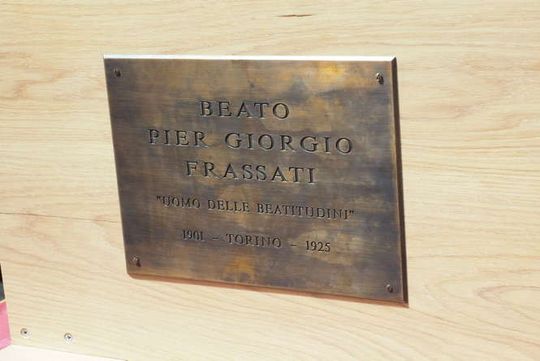 BEATO
PIER GIORGIO
FRASSATI
"UOMO DELLE BEATITUDINI"
1901 – TORINO – 1925